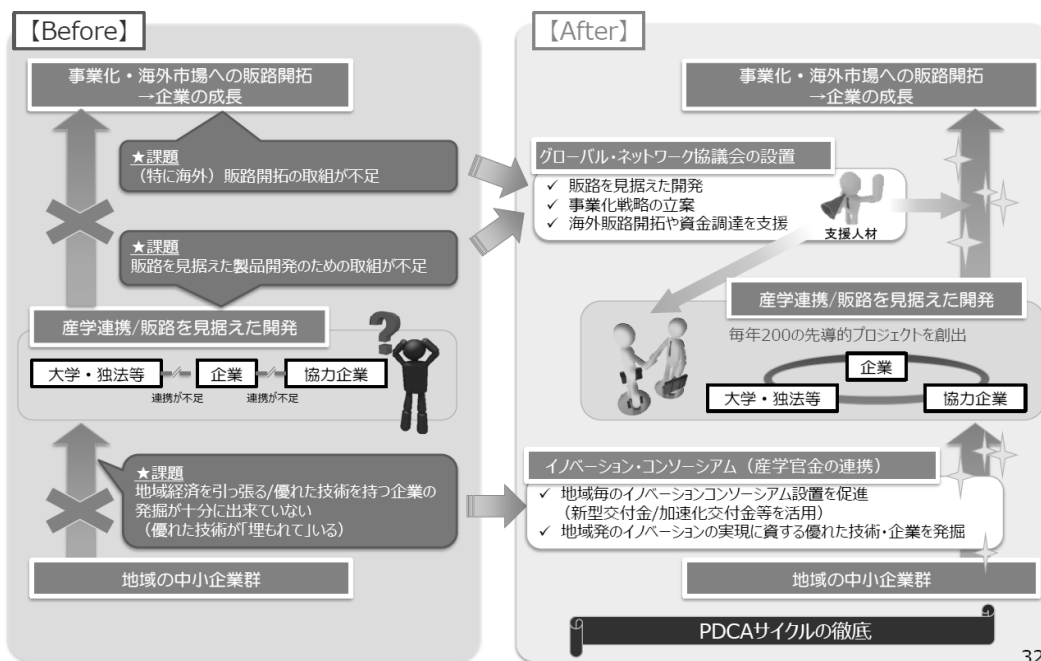 【Before】
事業化・海外市場への販路開拓
→企業の成長
★課題
（特に海外）販路開拓の取組が不足
★課題
販路を見据えた製品開発のための取組が不足
産学連携/販路を見据えた開発
大学・独法等
企業
協力企業
連携が不足
連携が不足
?
★課題
地域経済を引っ張る/優れた技術を持つ企業の
発掘が十分に出来ていない
（優れた技術が「埋もれて」いる）
地域の中小企業群
【After】
事業化・海外市場への販路開拓
→企業の成長
グローバル・ネットワーク協議会の設置
✓ 販路を見据えた開発
✓ 事業化戦略の立案
✓ 海外販路開拓や資金調達を支援
支援人材
産学連携/販路を見据えた開発
毎年200の先導的プロジェクトを創出
企業
大学・独法等
協力企業
イノベーション・コンソーシアム（産学官金の連携）
✓ 地域毎のイノベーションコンソーシアム設置を促進
（新型交付金/加速化交付金等を活用）
✓ 地域発のイノベーションの実現に資する優れた技術・企業を発掘
地域の中小企業群
PDCAサイクルの徹底
32